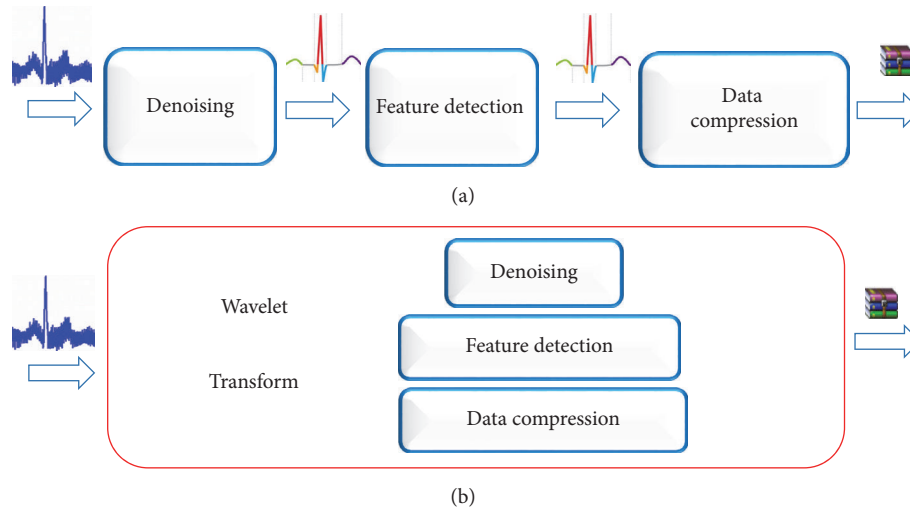 Denoising
Feature detection
Data
compression
(a)
Wavelet
Transform
Denoising
Feature detection
Data compression
(b)